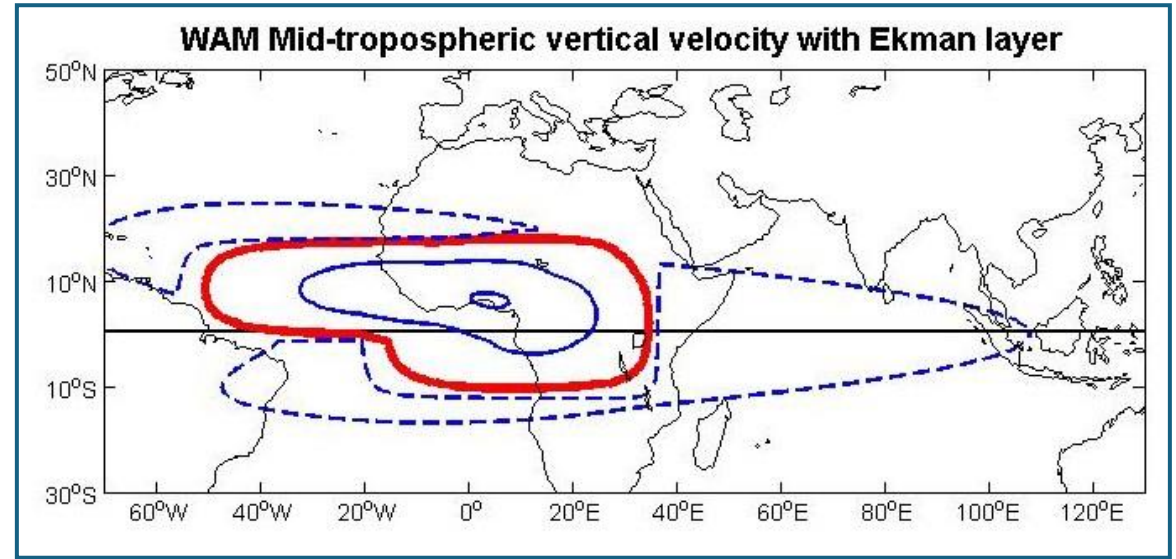 WAM Mid-tropospheric vertical velocity with Ekman layer
50°N
30°N
10°N
0°
10°S
30°S
60°W 40°W 20°W 0° 20°E 40°E 60°E 80°E 100°E 120°E